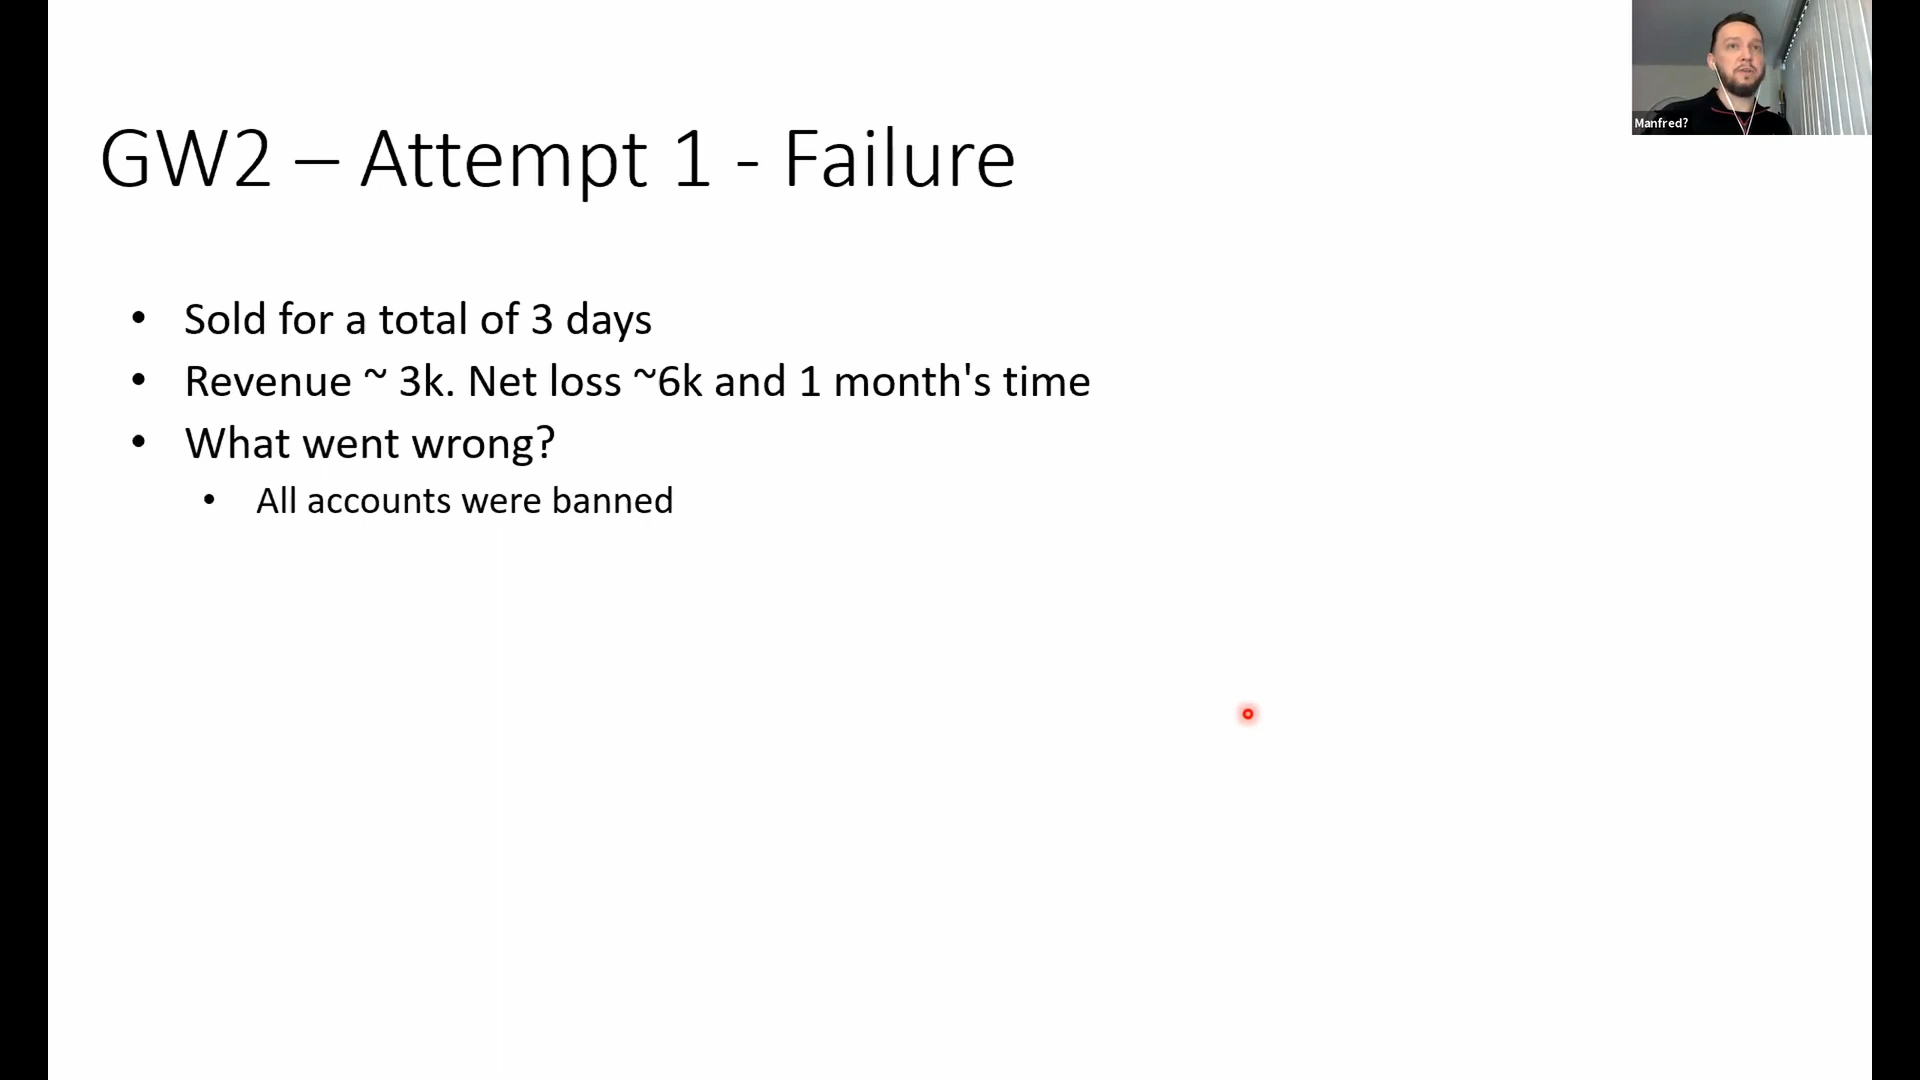 Manfred?
GW2 – Attempt 1 - Failure
• Sold for a total of 3 days
• Revenue ~ 3k. Net loss ~6k and 1 month's time
• What went wrong?
• All accounts were banned